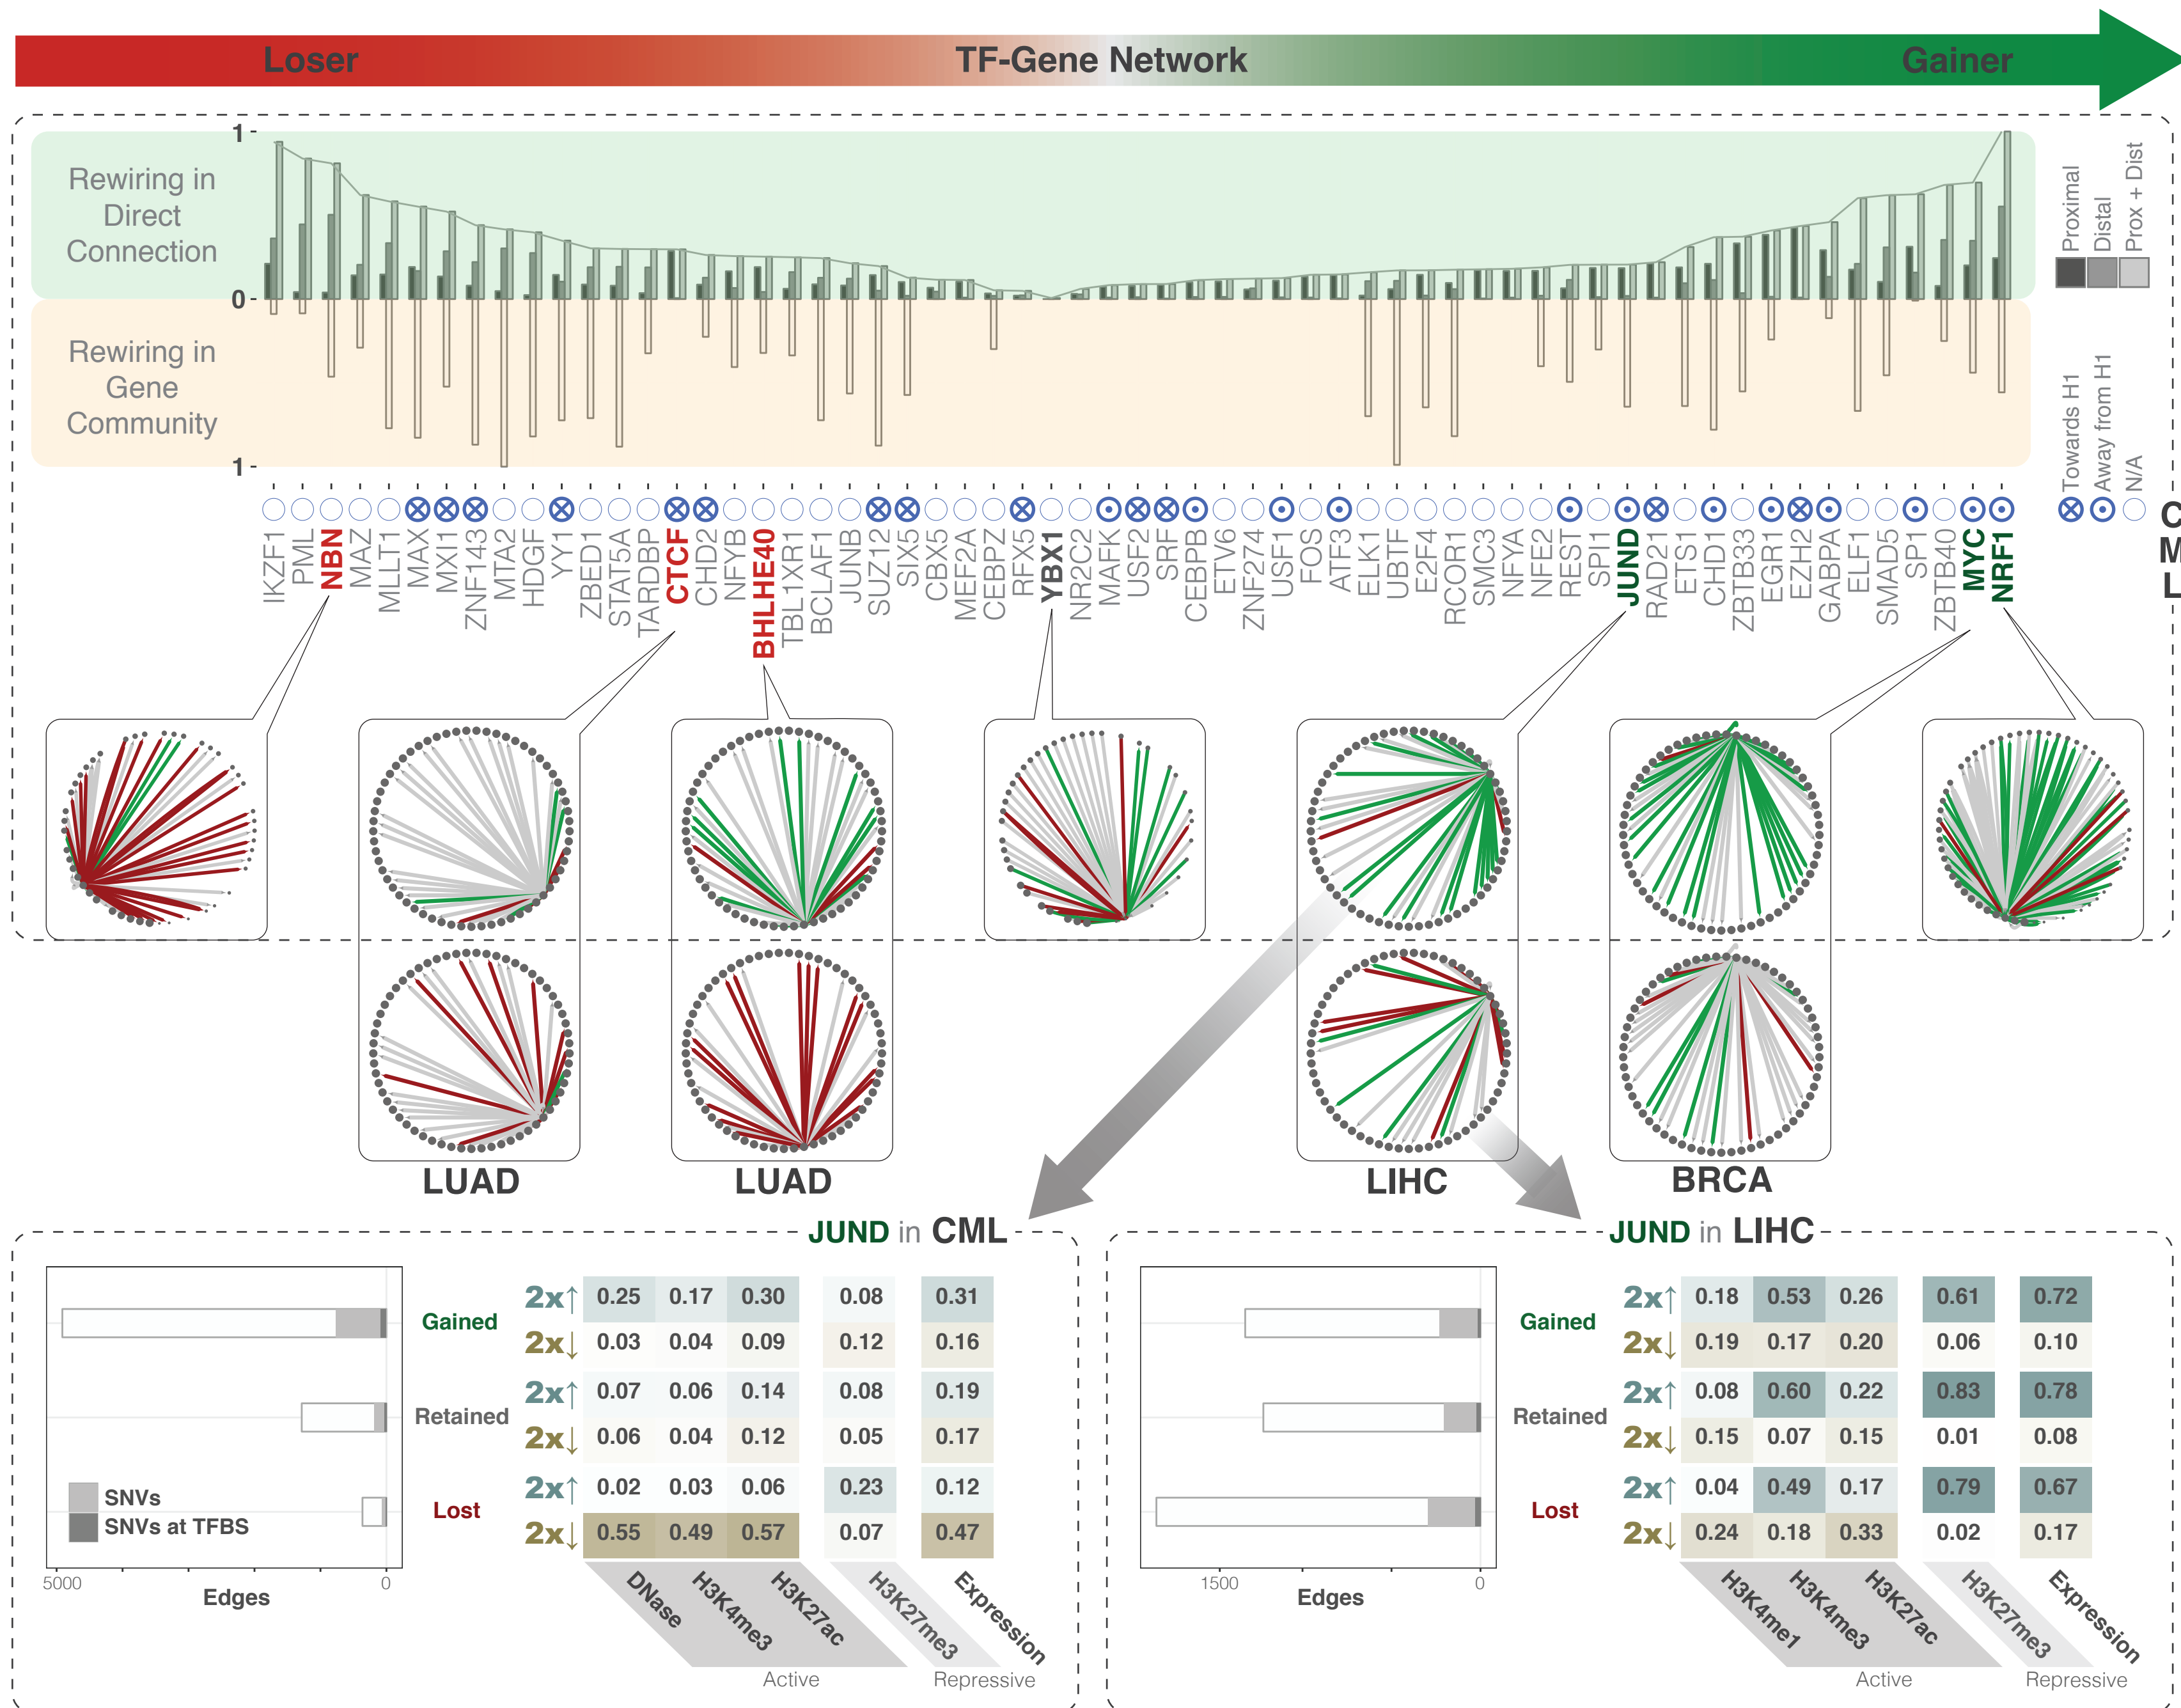 Loser TF-Gene Network Gainer
1
Rewiring in
Direct
Connection
0
Rewiring in
Gene
Community
1
Proximal
Distal
Prox + Dist
Towards H1
Away from H1
N/A
IKZF1
PML
NBN
MAZ
MLLT1
MAX
MXI1
ZNF143
MTA2
HDGF
YY1
ZBED1
STAT5A
TARDBP
CTCF
CHD2
NFYB
BHLHE40
TBL1XR1
BCLAF1
JUNB
SUZ12
SIX5
CBX5
MEF2A
CEBPZ
RFX5
YBX1
NR2C2
MAFK
USF2
SRF
CEBPB
ETV6
ZNF274
USF1
FOS
ATF3
ELK1
UBTF
E2F4
RCOR1
SMC3
NFYA
NFE2
REST
SPI1
JUND
RAD21
ETS1
CHD1
ZBTB33
EGR1
EZH2
GABPA
ELF1
SMAD5
SP1
ZBTB40
MYC
NRF1
C
M
L
LUAD
LUAD
LIHC
BRCA
JUND in CML
Gained
2x↑ 0.25 0.17 0.30 0.08 0.31
2x↓ 0.03 0.04 0.09 0.12 0.16
Retained
2x↑ 0.07 0.06 0.14 0.08 0.19
2x↓ 0.06 0.04 0.12 0.05 0.17
Lost
2x↑ 0.02 0.03 0.06 0.23 0.12
2x↓ 0.55 0.49 0.57 0.07 0.47
SNVs
SNVs at TFBS
5000 0
Edges
DNase
H3K4me3
H3K27ac
H3K27me3
Expression
Active
Repressive
JUND in LIHC
Gained
2x↑ 0.18 0.53 0.26 0.61 0.72
2x↓ 0.19 0.17 0.20 0.06 0.10
Retained
2x↑ 0.08 0.60 0.22 0.83 0.78
2x↓ 0.15 0.07 0.15 0.01 0.08
Lost
2x↑ 0.04 0.49 0.17 0.79 0.67
2x↓ 0.24 0.18 0.33 0.02 0.17
1500 0
Edges
H3K4me1
H3K4me3
H3K27ac
H3K27me3
Expression
Active
Repressive